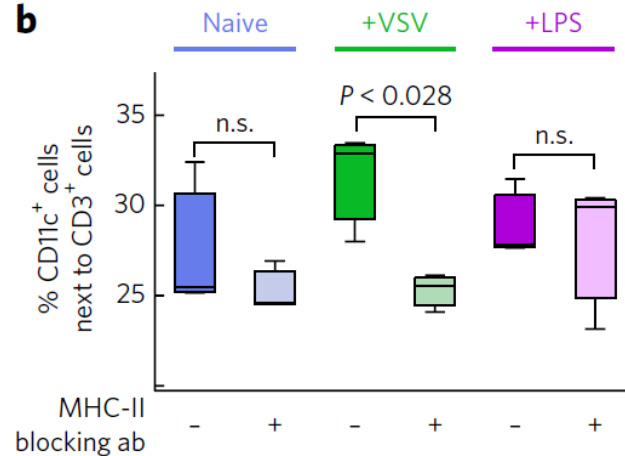 b
Naive +VSV +LPS
% CD11c⁺ cells
next to CD3⁺ cells
35
30
25
n.s.
P < 0.028
n.s.
MHC-II
blocking ab
– + – + – +